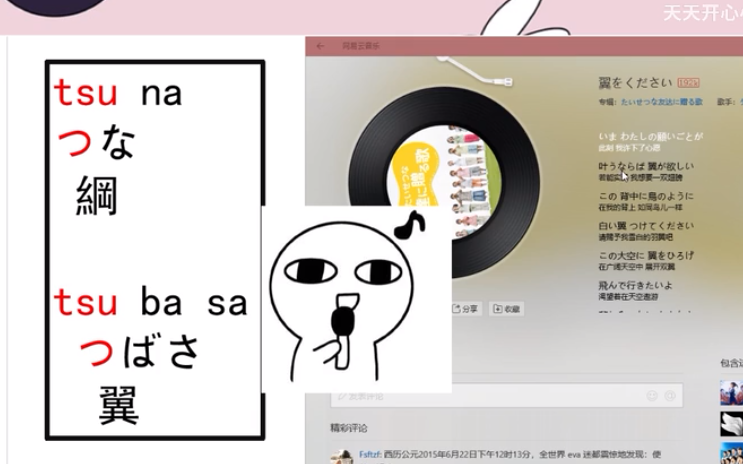 天天开心
tsu na
つな
綱
tsu ba sa
つばさ
翼
网易云音乐
翼をください
专辑: たいせつな友达に赠る歌 歌手:
いま わたしの願いごとが
此刻 我许下了心愿
叶うならば 翼が欲しい
我想要一双翅膀
この 背中に鳥のように
在我的背上 如同鸟儿一样
白い翼 つけてください
请赐予我雪白的羽翼吧
この大空に 翼をひろげ
在广阔天空中 展开双翼
飛んで行きたいよ
渴望着在天空遨游
分享
收藏
发表评论
包含这
精彩评论
Fsftzf: 西历公元2015年6月22日下午12时13分，全世界 eva 迷都震惊地发现：使